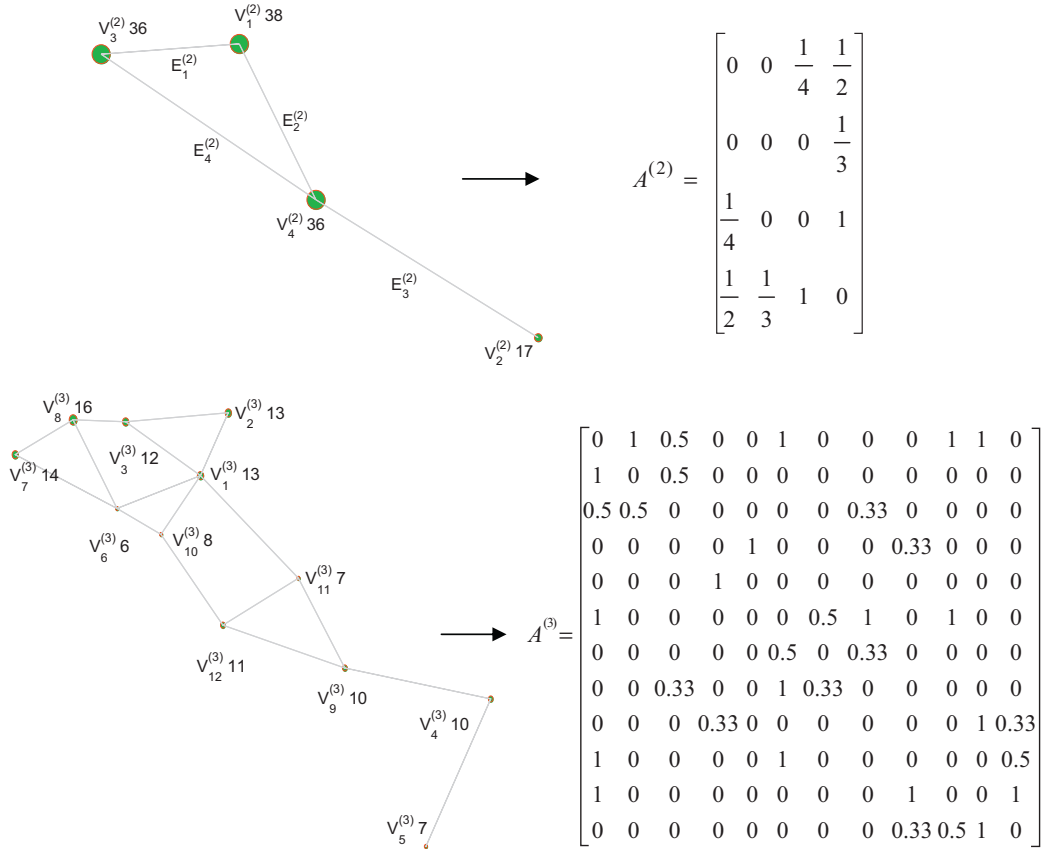 V₃⁽²⁾ 36
V₁⁽²⁾ 38
E₁⁽²⁾
E₂⁽²⁾
E₄⁽²⁾
V₄⁽²⁾ 36
E₃⁽²⁾
V₂⁽²⁾ 17
A⁽²⁾ =
0 0 1/4 1/2
0 0 0 1/3
1/4 0 0 1
1/2 1/3 1 0
V₈⁽³⁾ 16
V₂⁽³⁾ 13
V₃⁽³⁾ 12
V₇⁽³⁾ 14
V₁⁽³⁾ 13
V₆⁽³⁾ 6
V₁₀⁽³⁾ 8
V₁₁⁽³⁾ 7
V₁₂⁽³⁾ 11
V₉⁽³⁾ 10
V₄⁽³⁾ 10
V₅⁽³⁾ 7
A⁽³⁾ =
0 1 0.5 0 0 1 0 0 0 1 1 0
1 0 0.5 0 0 0 0 0 0 0 0 0
0.5 0.5 0 0 0 0 0 0.33 0 0 0 0
0 0 0 0 1 0 0 0 0.33 0 0 0
0 0 0 1 0 0 0 0 0 0 0 0
1 0 0 0 0 0 0.5 1 0 1 0 0
0 0 0 0 0 0.5 0 0.33 0 0 0 0
0 0 0.33 0 0 1 0.33 0 0 0 0 0
0 0 0 0.33 0 0 0 0 0 0 1 0.33
1 0 0 0 0 1 0 0 0 0 0 0.5
1 0 0 0 0 0 0 0 1 0 0 1
0 0 0 0 0 0 0 0 0.33 0.5 1 0